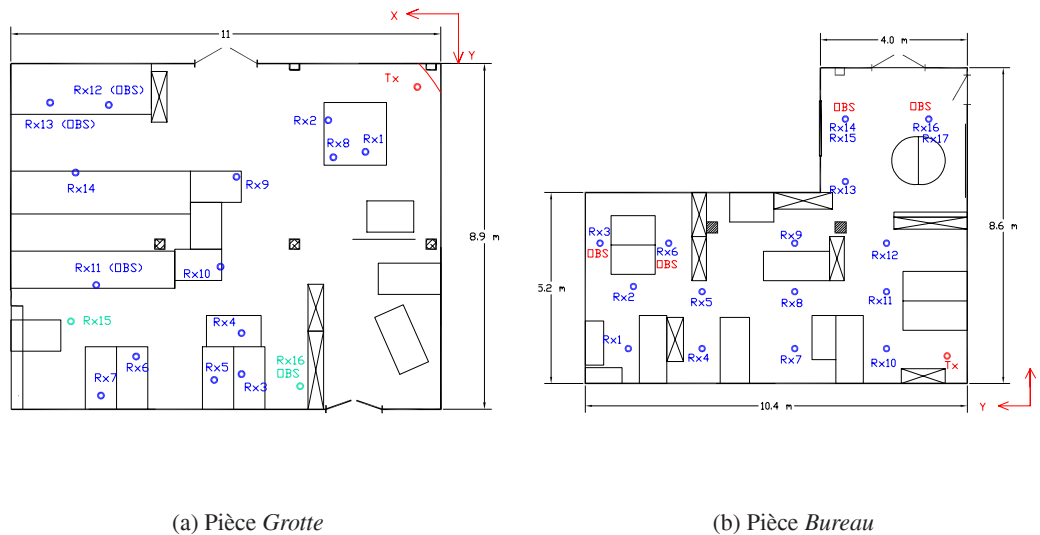 X
11
Y
8.9 m
Tx
Rx12 (OBS)
Rx13 (OBS)
Rx2
Rx8
Rx1
Rx14
Rx9
Rx11 (OBS)
Rx10
Rx15
Rx4
Rx16
OBS
Rx6
Rx7
Rx5
Rx3
(a) Pièce Grotte
4.0 m
OBS
OBS
Rx14
Rx16
Rx15
Rx17
Rx13
8.6 m
Rx3
OBS
Rx6
OBS
Rx9
Rx12
5.2 m
Rx2
Rx5
Rx8
Rx11
Rx1
Rx4
Rx7
Rx10
Tx
Y
10.4 m
(b) Pièce Bureau